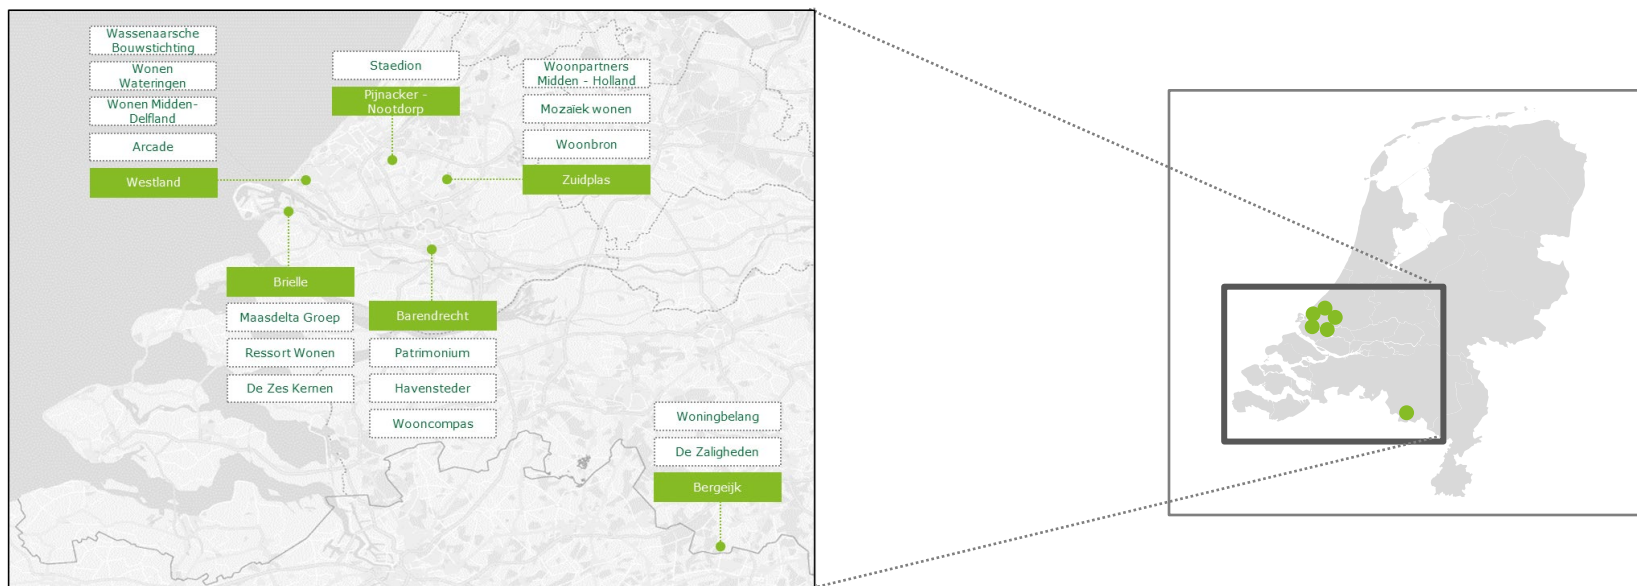 Wassenaarsche
Bouwstichting
Wonen
Wateringen
Wonen Midden-
Delfland
Arcade
Westland
Staedion
Pijnacker -
Nootdorp
Woonpartners
Midden - Holland
Mozaïek wonen
Woonbron
Zuidplas
Brielle
Maasdelta Groep
Ressort Wonen
De Zes Kernen
Barendrecht
Patrimonium
Havensteder
Wooncompas
Woningbelang
De Zaligheden
Bergeijk